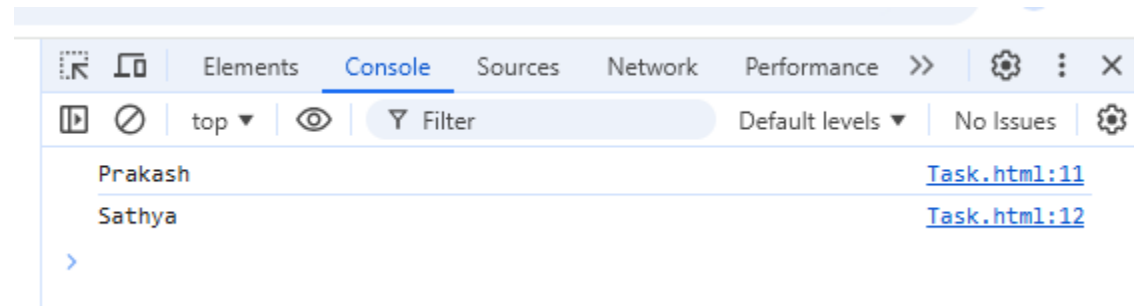 Elements Console Sources Network Performance
top Filter Default levels No Issues
Prakash Task.html:11
Sathya Task.html:12